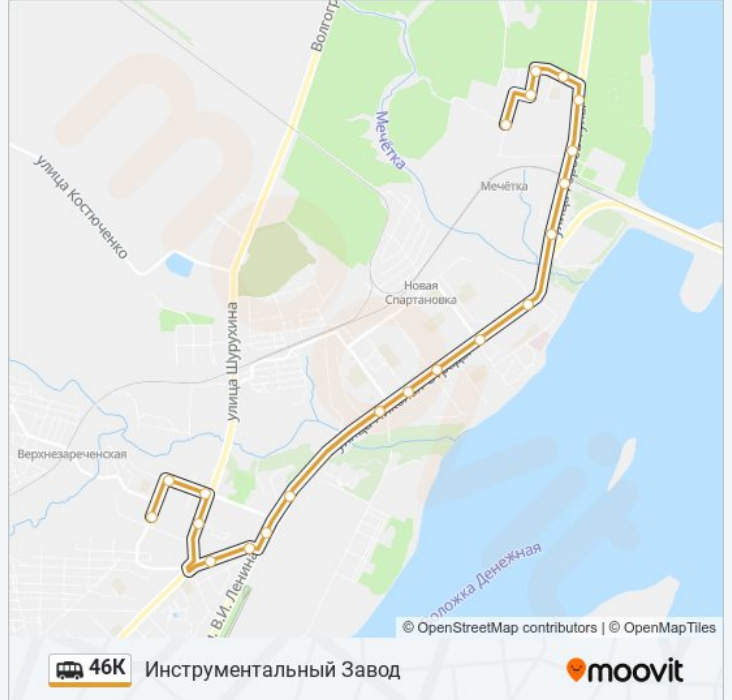 Волгогр
Мечётка
улица Костюченко
Мечётка
Новая
Спартановка
улица Шурухина
Верхнезареченская
В.И. Ленина
оложка Денежная
© OpenStreetMap contributors | © OpenMapTiles
46К Инструментальный Завод
moovit